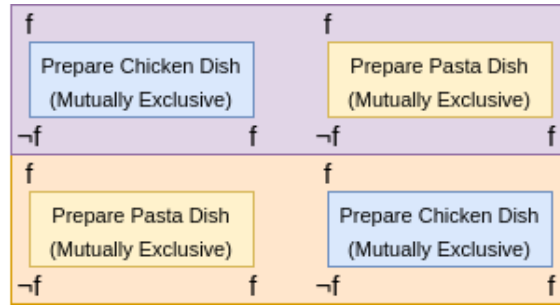 f f
Prepare Chicken Dish Prepare Pasta Dish
(Mutually Exclusive) (Mutually Exclusive)
¬f f ¬f f
f f
Prepare Pasta Dish Prepare Chicken Dish
(Mutually Exclusive) (Mutually Exclusive)
¬f f ¬f f